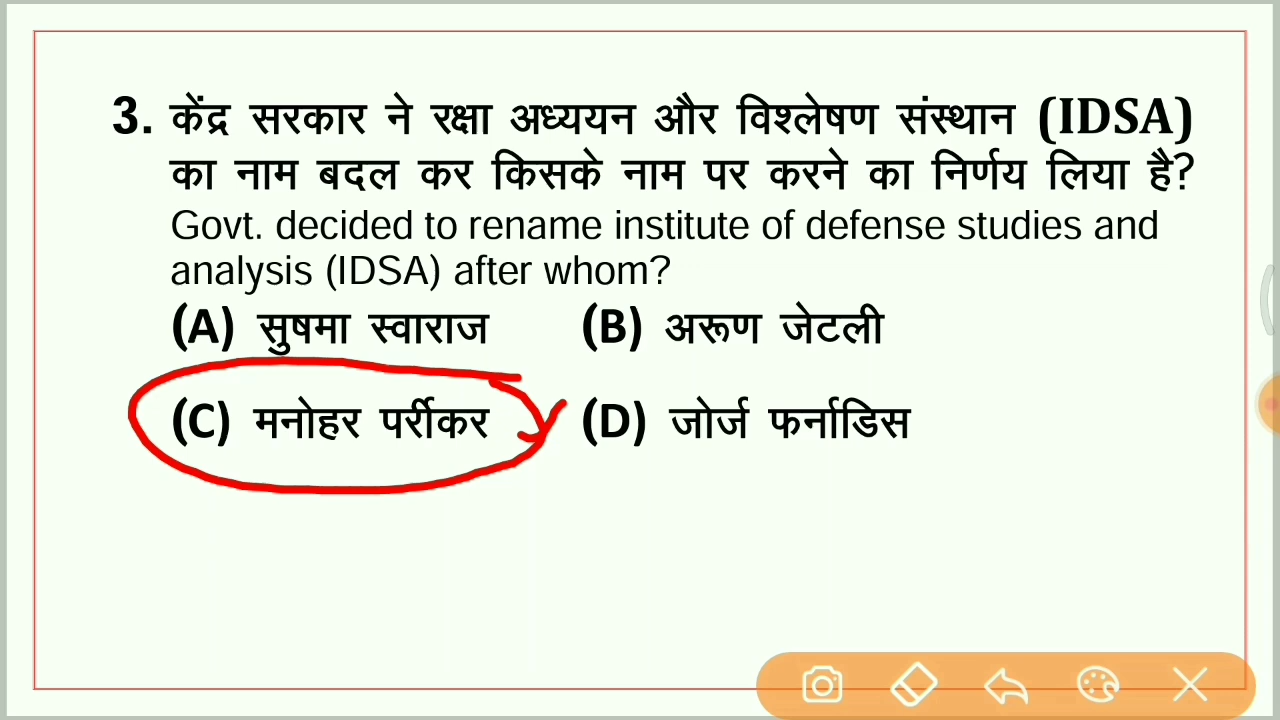 3. केंद्र सरकार ने रक्षा अध्ययन और विश्लेषण संस्थान (IDSA)
का नाम बदल कर किसके नाम पर करने का निर्णय लिया है?
Govt. decided to rename institute of defense studies and
analysis (IDSA) after whom?
(A) सुषमा स्वाराज (B) अरूण जेटली
(C) मनोहर पर्रीकर (D) जोर्ज फर्नाडिस